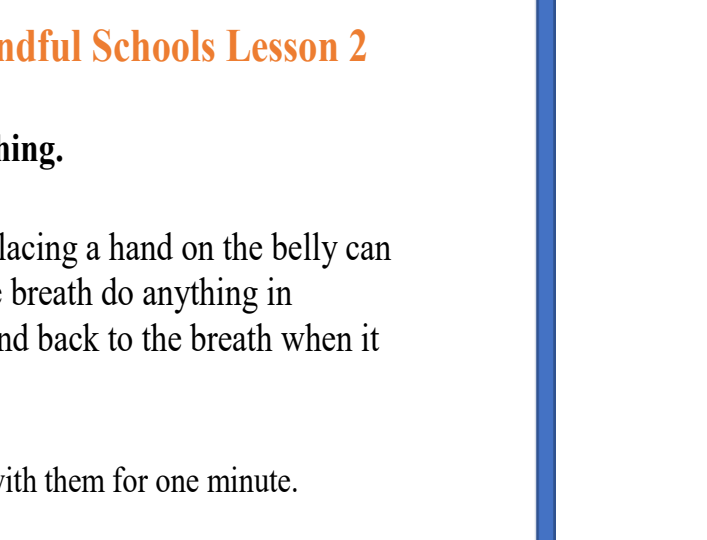 ndful Schools Lesson 2
hing.
lacing a hand on the belly can
breath do anything in
nd back to the breath when it
with them for one minute.